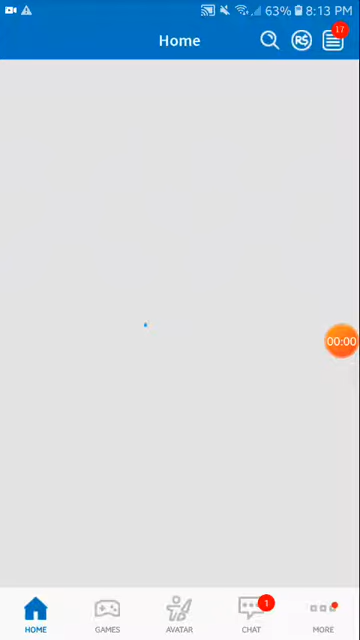 63% 8:13 PM
Home
R$
17
00:00
1
HOME GAMES AVATAR CHAT MORE